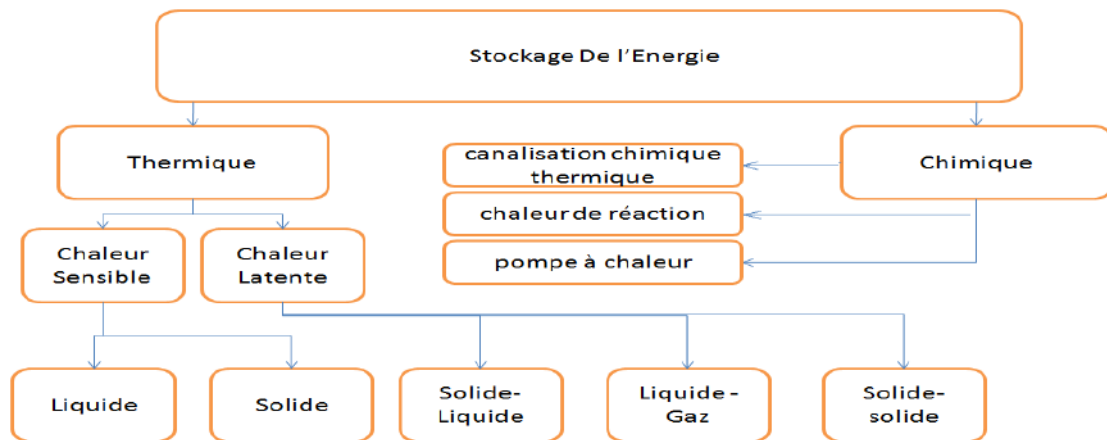 Stockage De l'Energie
Thermique
canalisation chimique
thermique
Chimique
chaleur de réaction
pompe à chaleur
Chaleur
Sensible
Chaleur
Latente
Liquide
Solide
Solide-
Liquide
Liquide -
Gaz
Solide-
solide